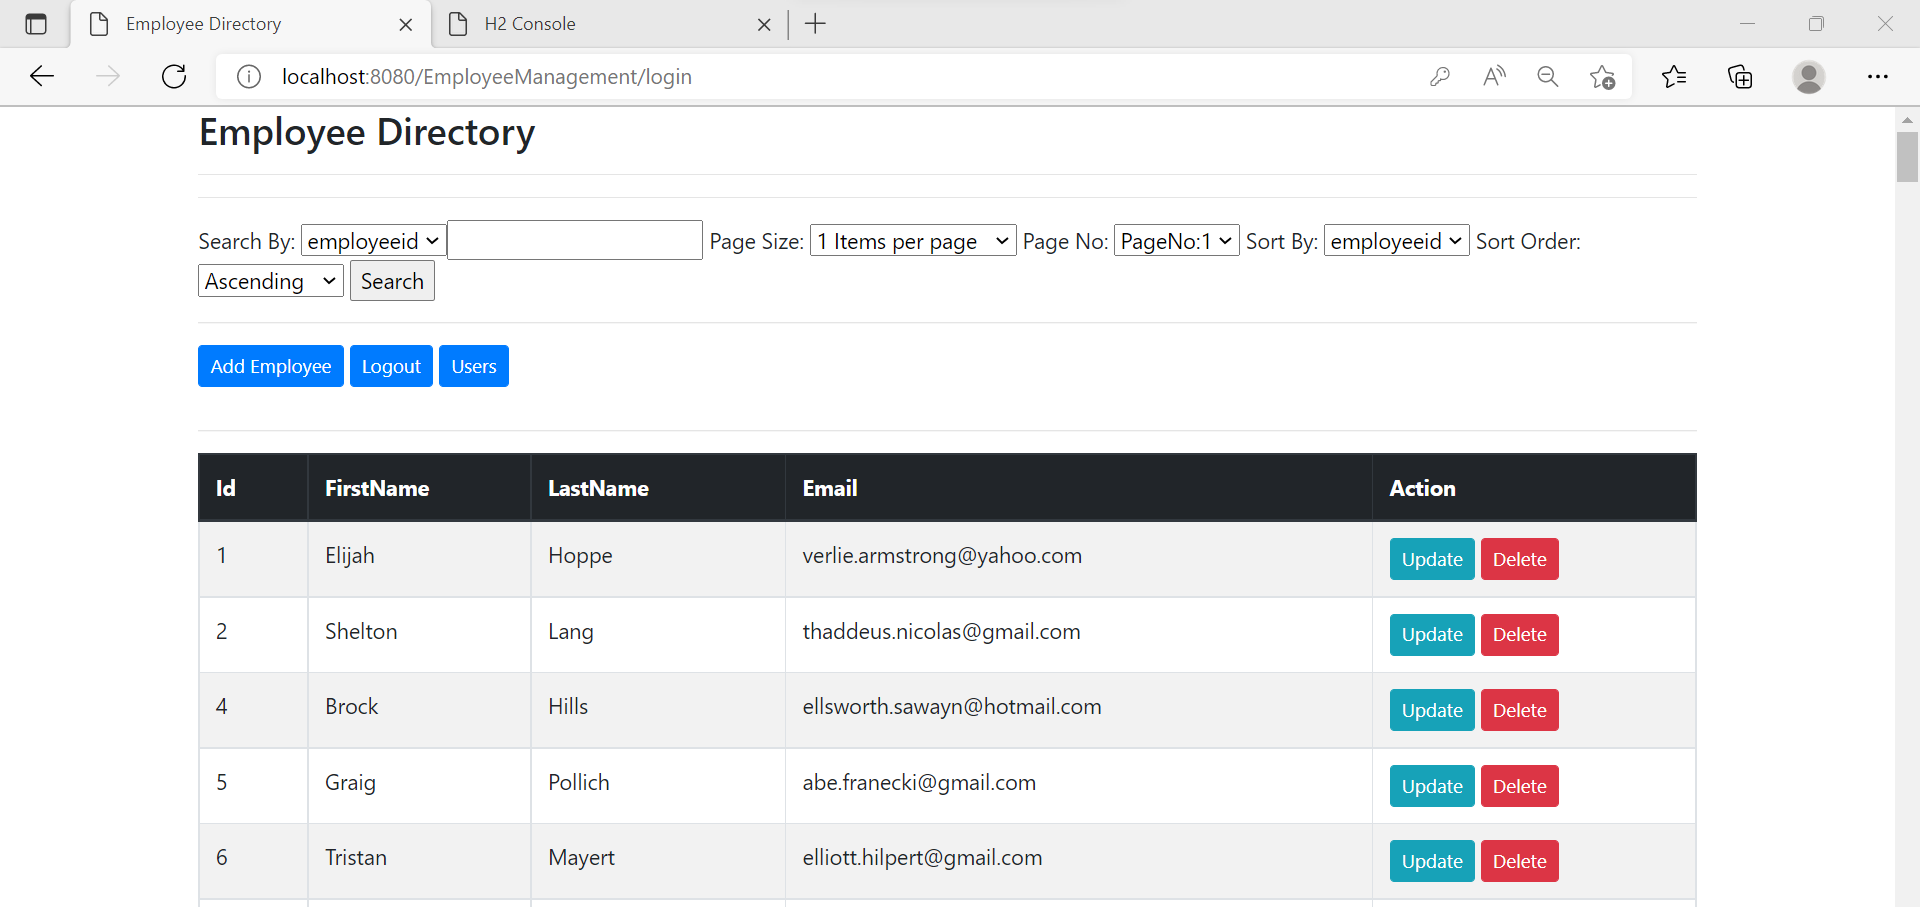 Employee Directory
H2 Console
localhost:8080/EmployeeManagement/login
Employee Directory
Search By: employeeid Page Size: 1 Items per page Page No: PageNo:1 Sort By: employeeid Sort Order:
Ascending Search
Add Employee Logout Users
Id FirstName LastName Email Action
1 Elijah Hoppe verlie.armstrong@yahoo.com Update Delete
2 Shelton Lang thaddeus.nicolas@gmail.com Update Delete
4 Brock Hills ellsworth.sawayn@hotmail.com Update Delete
5 Graig Pollich abe.franecki@gmail.com Update Delete
6 Tristan Mayert elliott.hilpert@gmail.com Update Delete